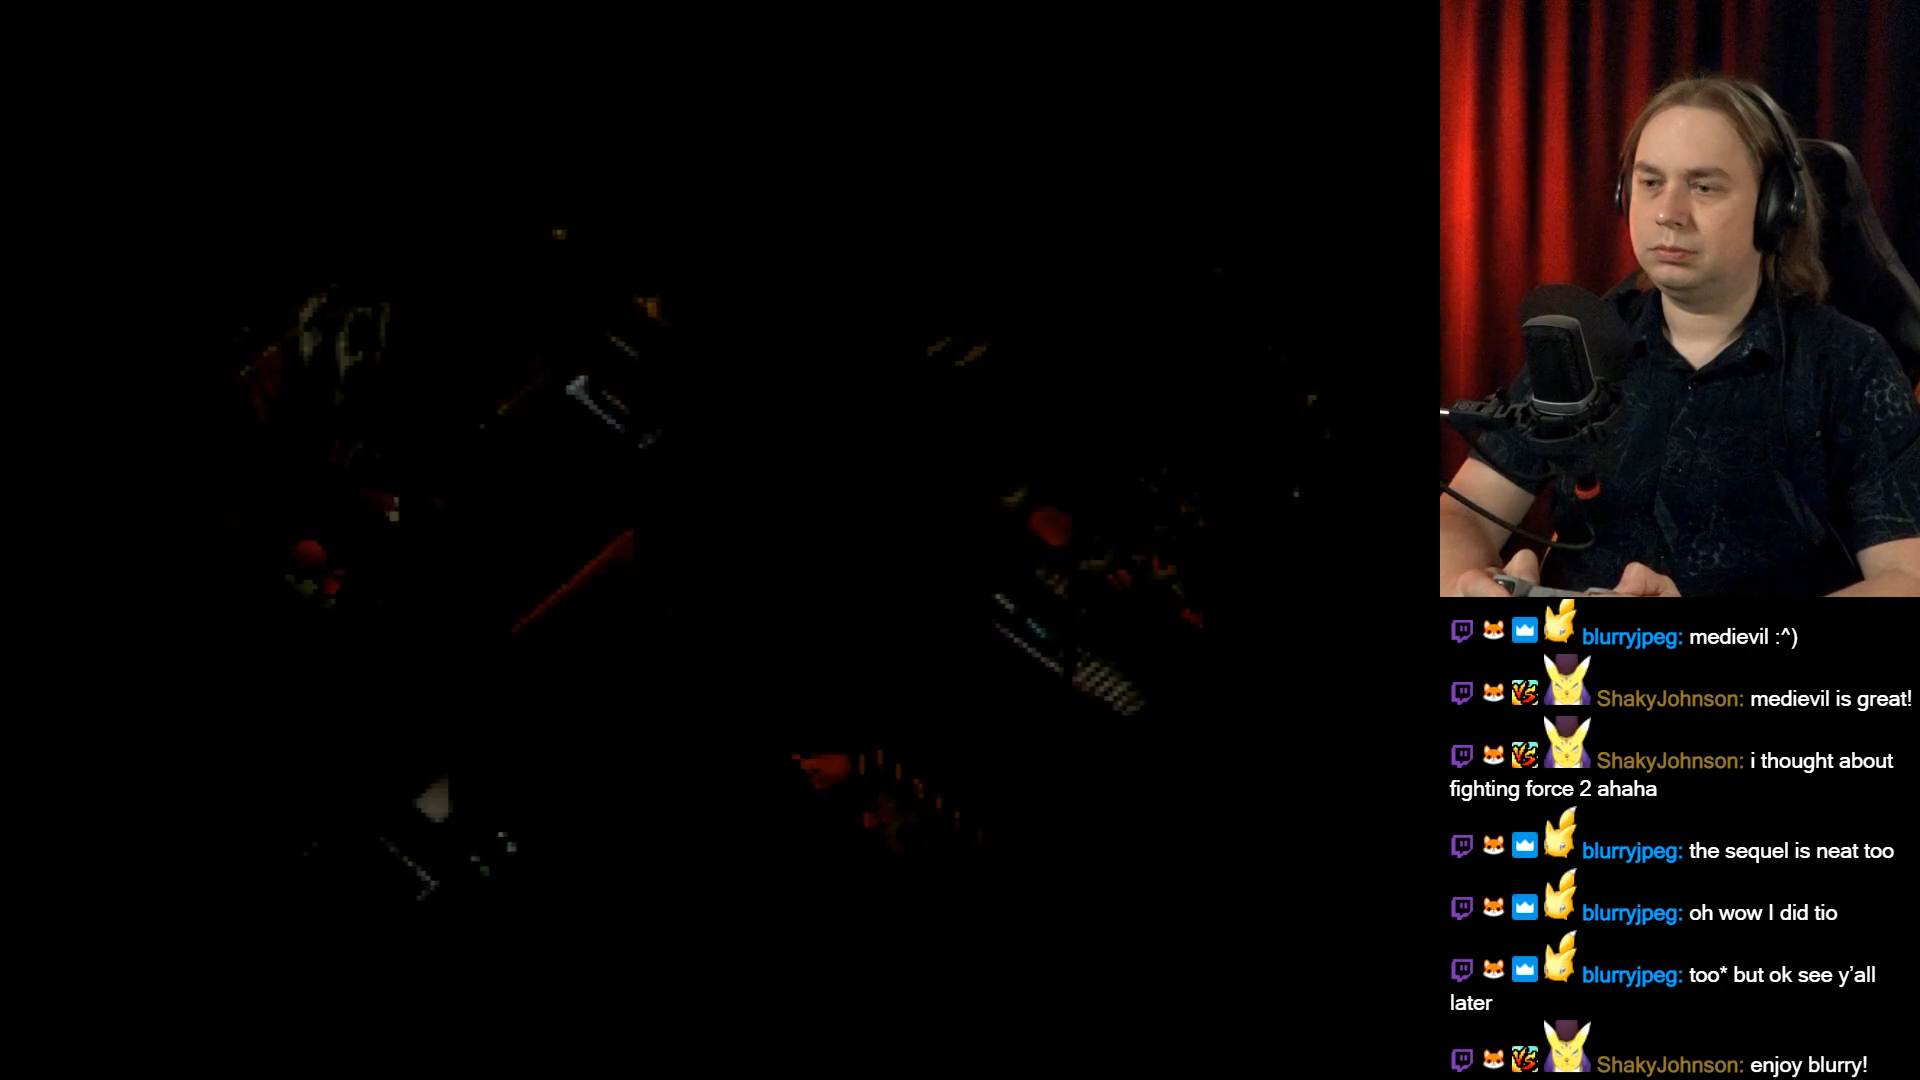 blurryjpeg: medievil :^)
ShakyJohnson: medievil is great!
ShakyJohnson: i thought about
fighting force 2 ahaha
blurryjpeg: the sequel is neat too
blurryjpeg: oh wow I did tio
blurryjpeg: too* but ok see y'all
later
ShakyJohnson: enjoy blurry!